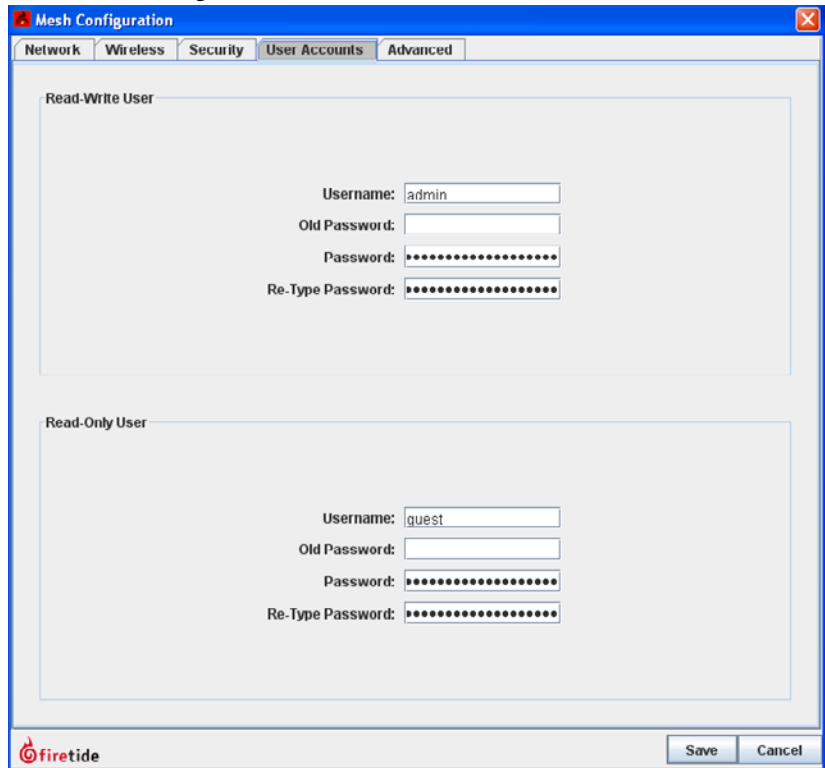 Mesh Configuration
Network Wireless Security User Accounts Advanced
Read-Write User
Username: admin
Old Password:
Password: •••••••••••••••••••
Re-Type Password: •••••••••••••••••••
Read-Only User
Username: guest
Old Password:
Password: •••••••••••••••••••
Re-Type Password: •••••••••••••••••••
firetide Save Cancel